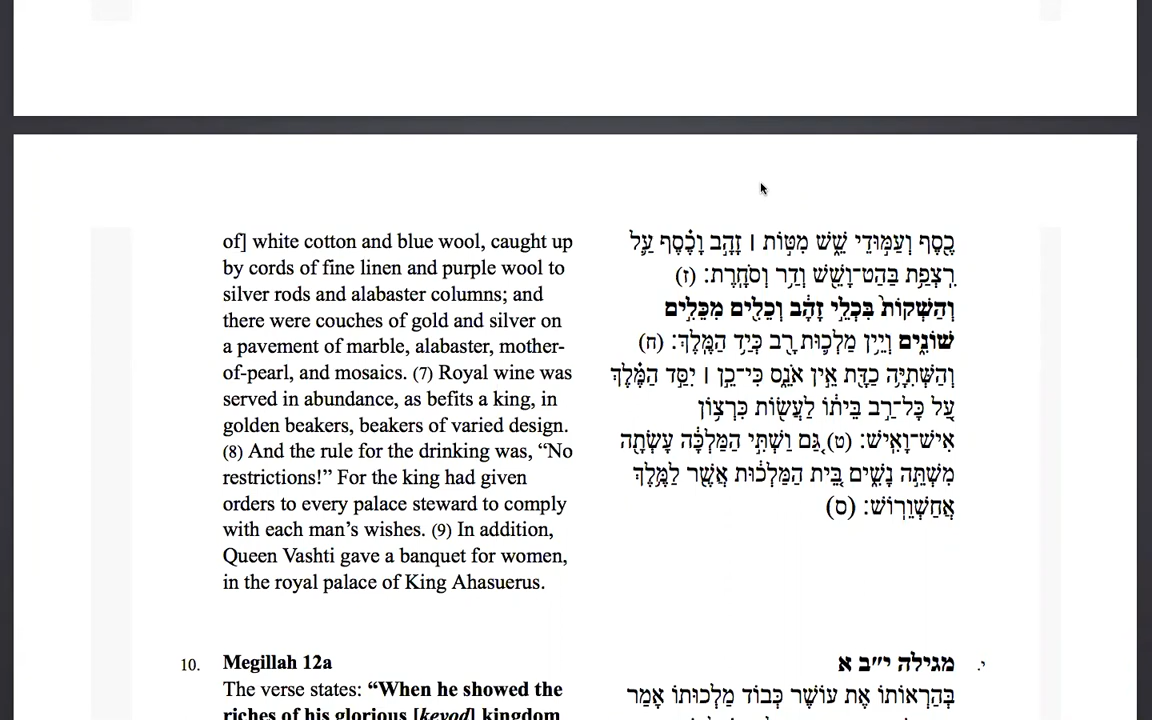 of] white cotton and blue wool, caught up
by cords of fine linen and purple wool to
silver rods and alabaster columns; and
there were couches of gold and silver on
a pavement of marble, alabaster, mother-
of-pearl, and mosaics. (7) Royal wine was
served in abundance, as befits a king, in
golden beakers, beakers of varied design.
(8) And the rule for the drinking was, “No
restrictions!” For the king had given
orders to every palace steward to comply
with each man’s wishes. (9) In addition,
Queen Vashti gave a banquet for women,
in the royal palace of King Ahasuerus.
כֶ֖סֶף וְעַמּ֣וּדֵי שֵׁ֑שׁ מִטּ֣וֹת ׀ זָהָ֣ב וָכֶ֗סֶף עַ֛ל
רִֽצְפַ֥ת בַּהַט־וָשֵׁ֖שׁ וְדַ֥ר וְסֹחָֽרֶת׃ (ז)
וְהַשְׁקוֹת֙ בִּכְלֵ֣י זָהָ֔ב וְכֵלִ֖ים מִכֵּלִ֣ים
שׁוֹנִ֑ים וְיֵ֥ין מַלְכ֛וּת רָ֖ב כְּיַ֥ד הַמֶּֽלֶךְ׃ (ח)
וְהַשְּׁתִיָּ֥ה כַדָּ֖ת אֵ֣ין אֹנֵ֑ס כִּי־כֵ֣ן ׀ יִסַּ֣ד הַמֶּ֗לֶךְ
עַ֚ל כָּל־רַ֣ב בֵּית֔וֹ לַעֲשׂ֖וֹת כִּרְצ֥וֹן
אִישׁ־וָאִֽישׁ׃ (ט) גַּ֚ם וַשְׁתִּ֣י הַמַּלְכָּ֔ה עָשְׂתָ֖ה
מִשְׁתֵּ֣ה נָשִׁ֑ים בֵּ֚ית הַמַּלְכ֔וּת אֲשֶׁ֖ר לַמֶּ֥לֶךְ
אֲחַשְׁוֵרֽוֹשׁ׃ (ס)
10. Megillah 12a
The verse states: “When he showed the
riches of his glorious [kevod] kingdom
י. מגילה י״ב א
בְּהַרְאוֹתוֹ אֶת עוֹשֶׁר כְּבוֹד מַלְכוּתוֹ אָמַר